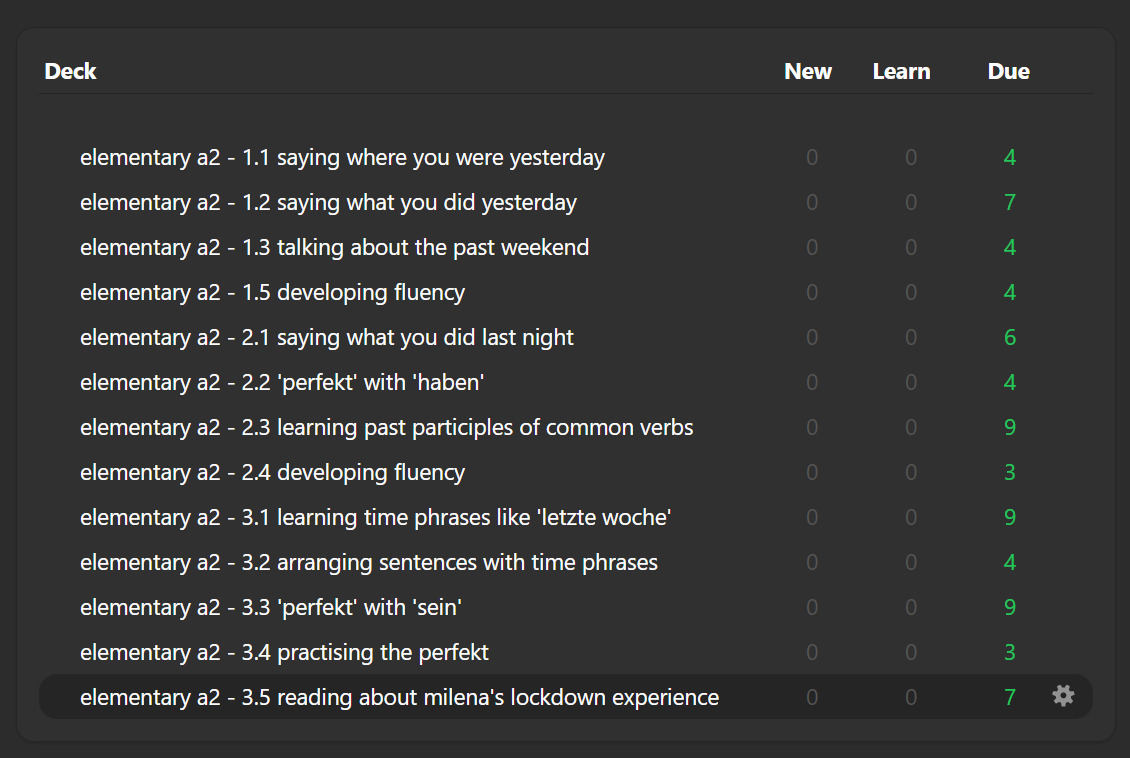 Deck New Learn Due
elementary a2 - 1.1 saying where you were yesterday 0 0 4
elementary a2 - 1.2 saying what you did yesterday 0 0 7
elementary a2 - 1.3 talking about the past weekend 0 0 4
elementary a2 - 1.5 developing fluency 0 0 4
elementary a2 - 2.1 saying what you did last night 0 0 6
elementary a2 - 2.2 'perfekt' with 'haben' 0 0 4
elementary a2 - 2.3 learning past participles of common verbs 0 0 9
elementary a2 - 2.4 developing fluency 0 0 3
elementary a2 - 3.1 learning time phrases like 'letzte woche' 0 0 9
elementary a2 - 3.2 arranging sentences with time phrases 0 0 4
elementary a2 - 3.3 'perfekt' with 'sein' 0 0 9
elementary a2 - 3.4 practising the perfekt 0 0 3
elementary a2 - 3.5 reading about milena's lockdown experience 0 0 7